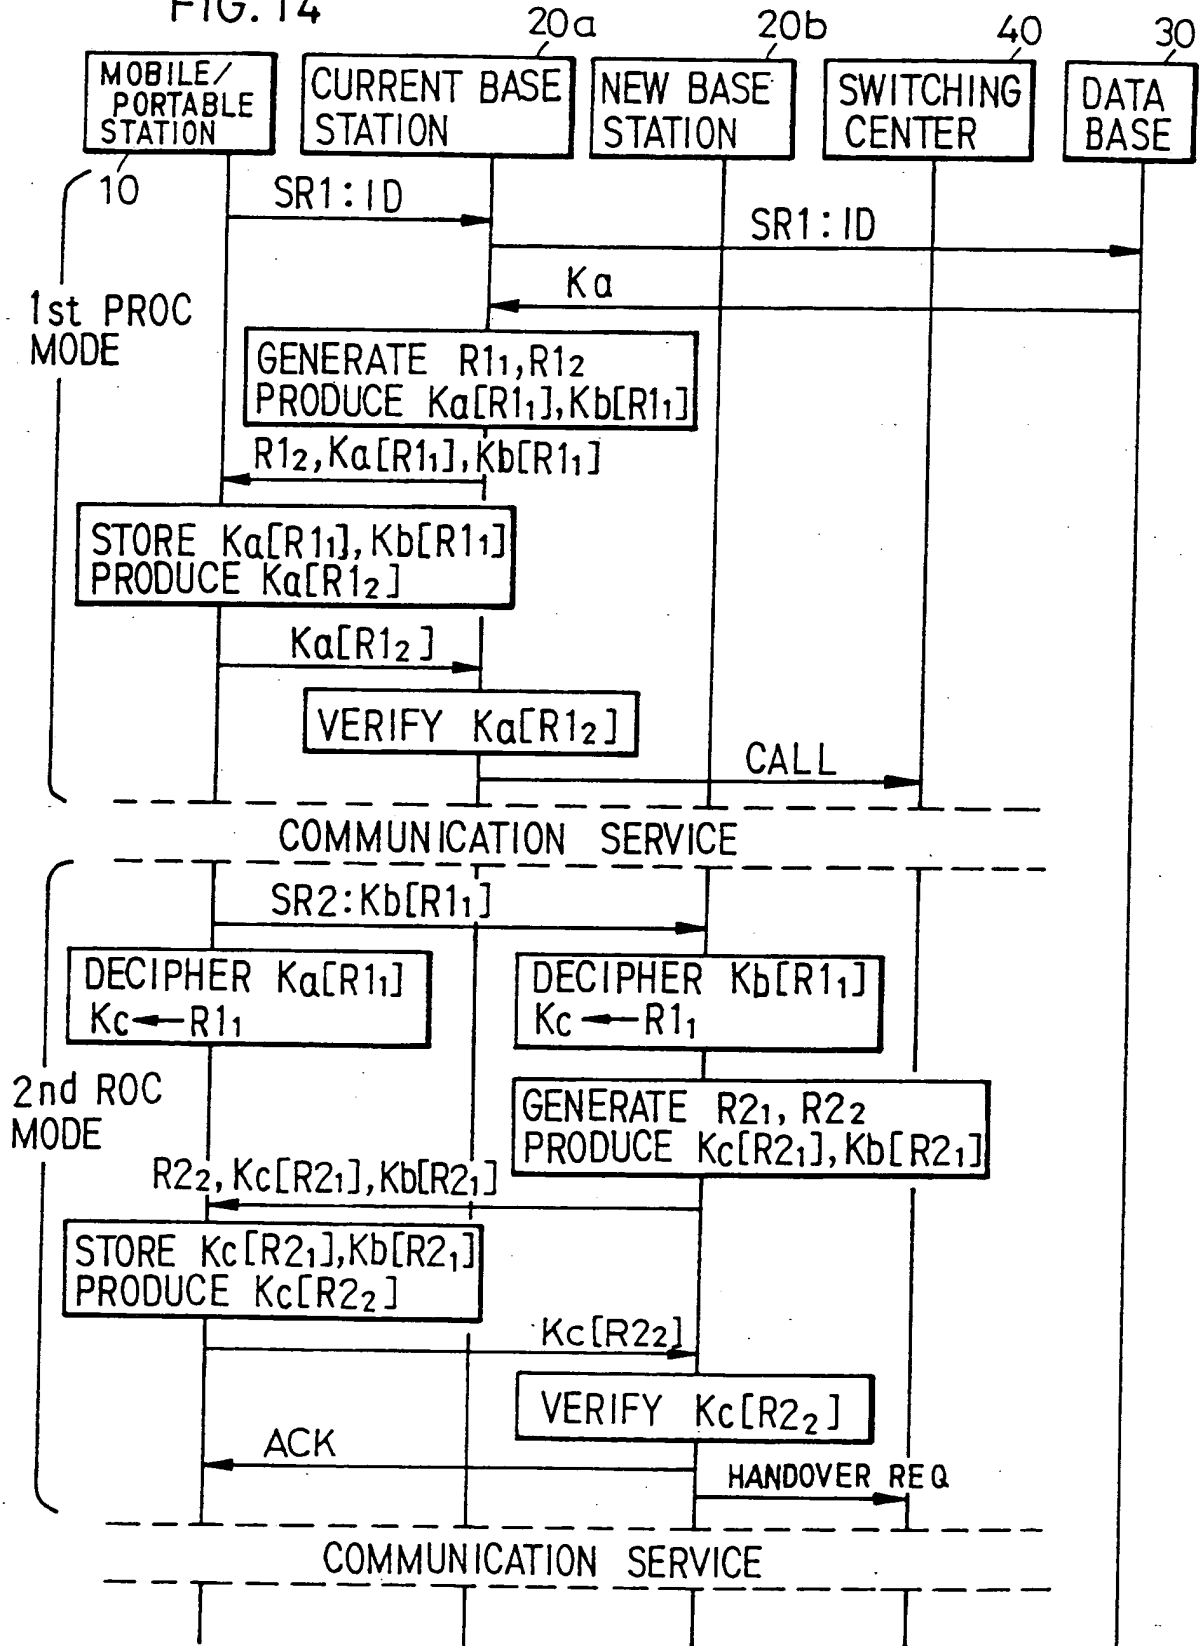 FIG. 14
20a
20b
40
30
MOBILE/
PORTABLE
STATION
CURRENT BASE
STATION
NEW BASE
STATION
SWITCHING
CENTER
DATA
BASE
10
SR1:ID
SR1:ID
Ka
1st PROC
MODE
GENERATE R1₁,R1₂
PRODUCE Ka[R1₁],Kb[R1₁]
R1₂,Ka[R1₁],Kb[R1₁]
STORE Ka[R1₁],Kb[R1₁]
PRODUCE Ka[R1₂]
Ka[R1₂]
VERIFY Ka[R1₂]
CALL
COMMUNICATION SERVICE
SR2:Kb[R1₁]
DECIPHER Ka[R1₁]
Kc←R1₁
DECIPHER Kb[R1₁]
Kc←R1₁
2nd ROC
MODE
GENERATE R2₁, R2₂
PRODUCE Kc[R2₁],Kb[R2₁]
R2₂,Kc[R2₁],Kb[R2₁]
STORE Kc[R2₁],Kb[R2₁]
PRODUCE Kc[R2₂]
Kc[R2₂]
VERIFY Kc[R2₂]
ACK
HANDOVER REQ
COMMUNICATION SERVICE